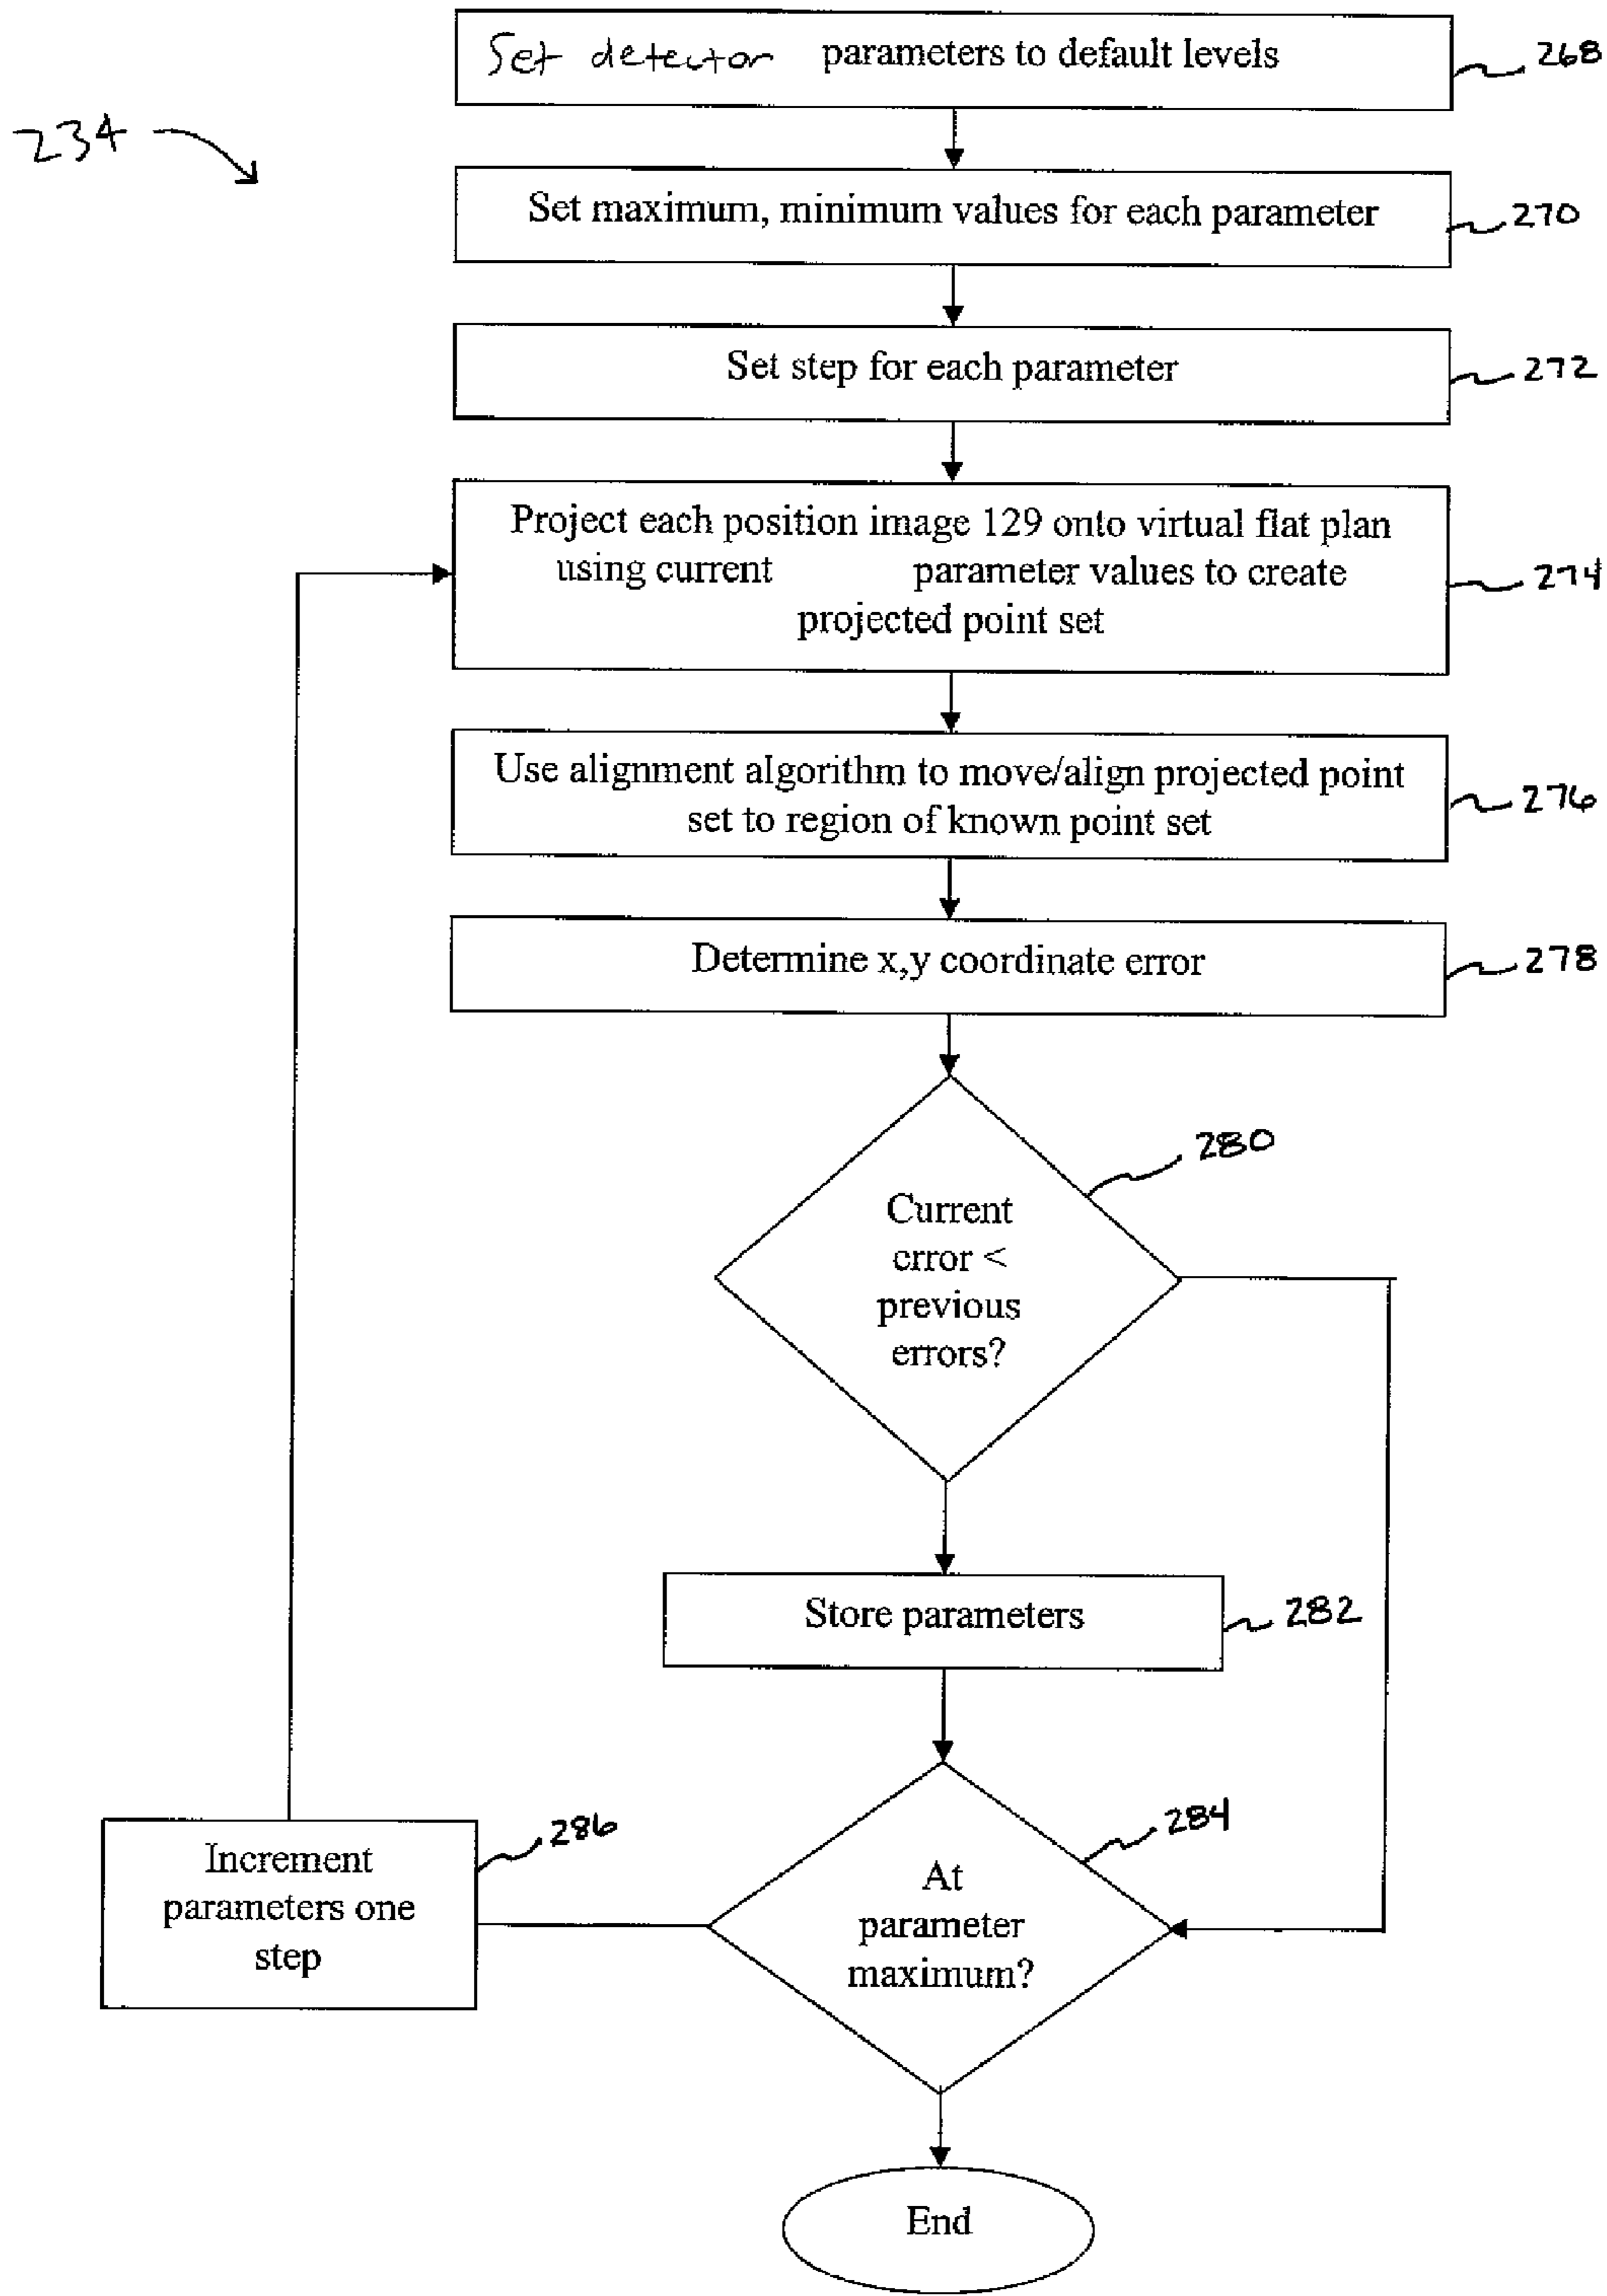 Set detector parameters to default levels
268
234
Set maximum, minimum values for each parameter
270
Set step for each parameter
272
Project each position image 129 onto virtual flat plan
using current parameter values to create
projected point set
274
Use alignment algorithm to move/align projected point
set to region of known point set
276
Determine x,y coordinate error
278
280
Current
error <
previous
errors?
Store parameters
282
284
286
Increment
parameters one
step
At
parameter
maximum?
End